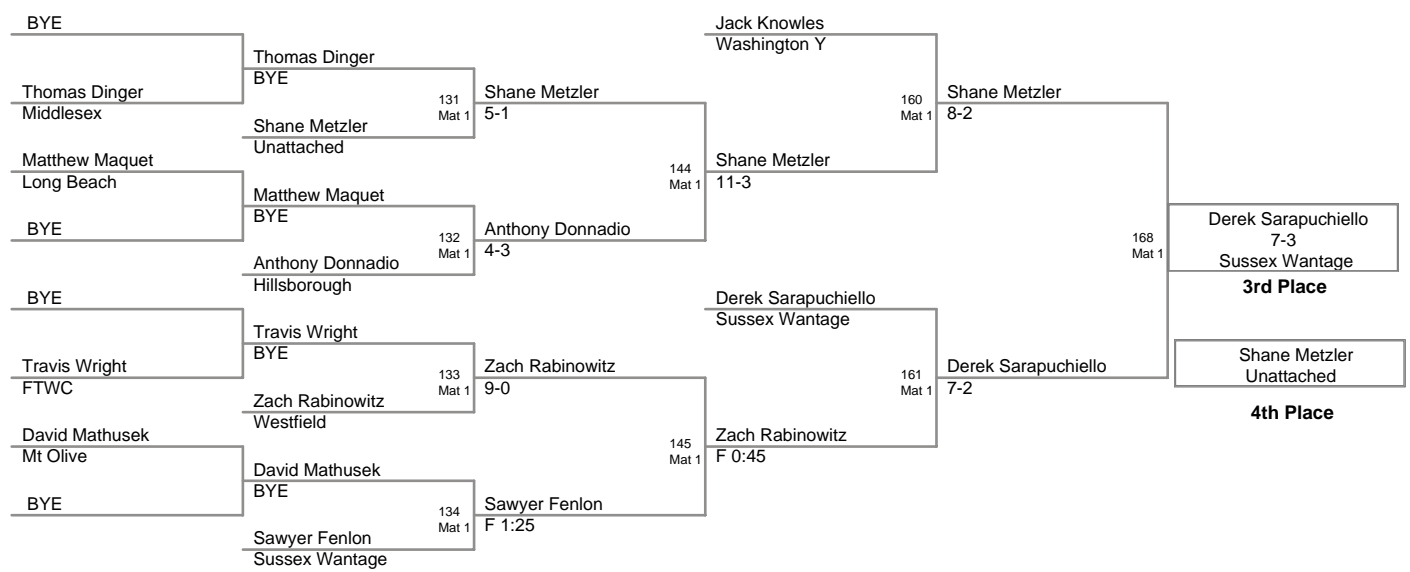 BYE
Thomas Dinger
BYE
Thomas Dinger
Middlesex
131
Mat 1
Shane Metzler
5-1
Shane Metzler
Unattached
Matthew Maquet
Long Beach
Matthew Maquet
BYE
BYE
132
Mat 1
Anthony Donnadio
4-3
Anthony Donnadio
Hillsborough
144
Mat 1
Shane Metzler
11-3
Jack Knowles
Washington Y
160
Mat 1
Shane Metzler
8-2
BYE
Travis Wright
BYE
Travis Wright
FTWC
133
Mat 1
Zach Rabinowitz
9-0
Zach Rabinowitz
Westfield
David Mathusek
Mt Olive
David Mathusek
BYE
BYE
134
Mat 1
Sawyer Fenlon
F 1:25
Sawyer Fenlon
Sussex Wantage
145
Mat 1
Zach Rabinowitz
F 0:45
Derek Sarapuchiello
Sussex Wantage
161
Mat 1
Derek Sarapuchiello
7-2
168
Mat 1
Derek Sarapuchiello
7-3
Sussex Wantage
3rd Place
Shane Metzler
Unattached
4th Place